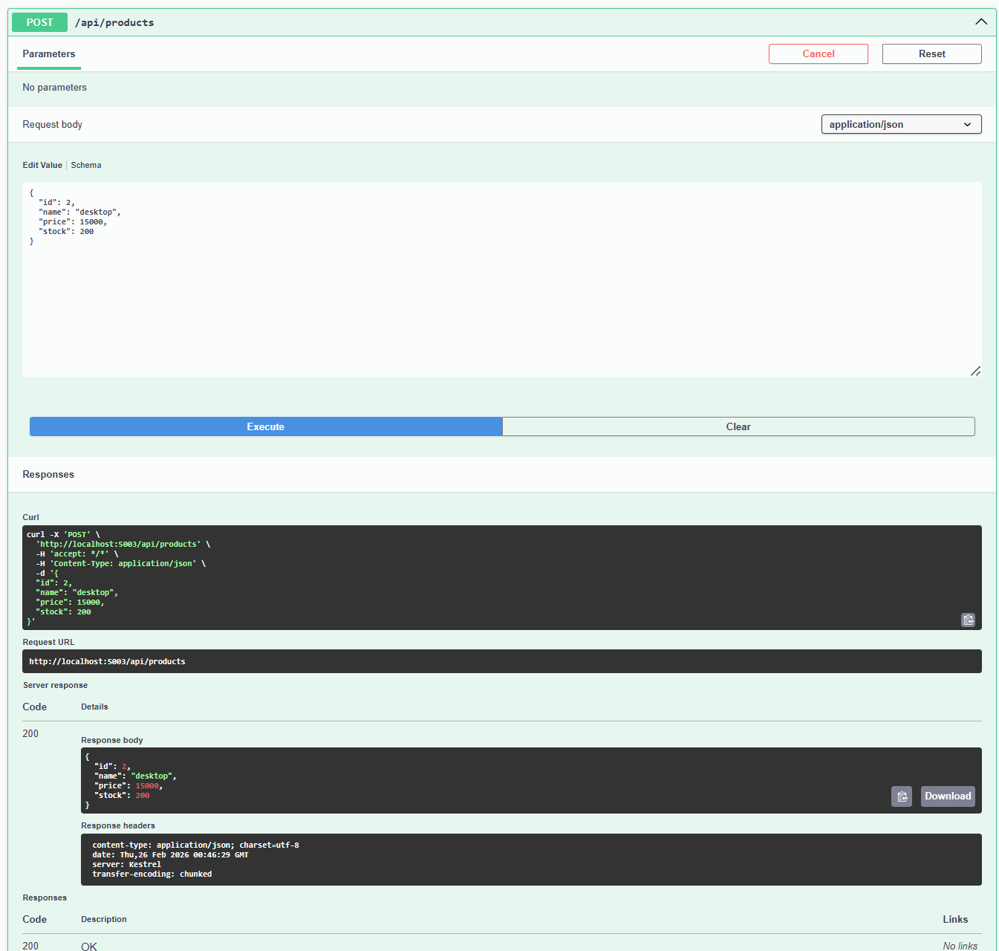 POST /api/products
Parameters
Cancel
Reset
No parameters
Request body
application/json
Edit Value | Schema
{
  "id": 2,
  "name": "desktop",
  "price": 15000,
  "stock": 200
}
Execute
Clear
Responses
Curl
curl -X 'POST' \
  'http://localhost:5003/api/products' \
  -H 'accept: */*' \
  -H 'Content-Type: application/json' \
  -d '{
  "id": 2,
  "name": "desktop",
  "price": 15000,
  "stock": 200
}'
Request URL
http://localhost:5003/api/products
Server response
Code Details
200
Response body
{
  "id": 2,
  "name": "desktop",
  "price": 15000,
  "stock": 200
}
Download
Response headers
content-type: application/json; charset=utf-8
date: Thu,26 Feb 2026 00:46:29 GMT
server: Kestrel
transfer-encoding: chunked
Responses
Code Description Links
200 OK No links